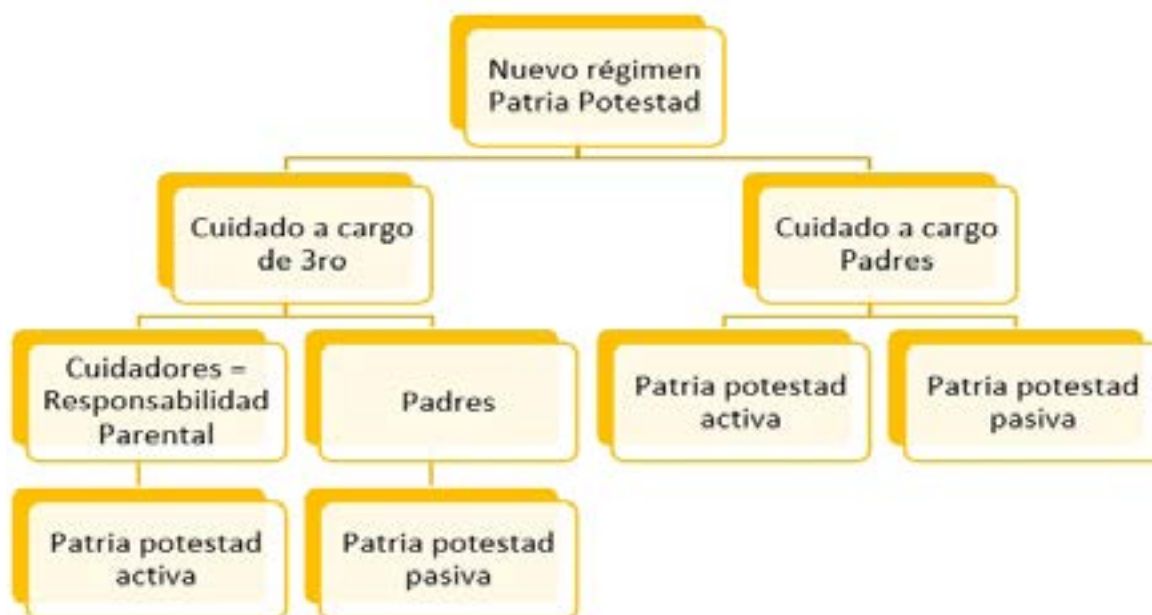 Nuevo régimen
Patria Potestad
Cuidado a cargo
de 3ro
Cuidado a cargo
Padres
Cuidadores =
Responsabilidad
Parental
Padres
Patria potestad
activa
Patria potestad
pasiva
Patria potestad
activa
Patria potestad
pasiva